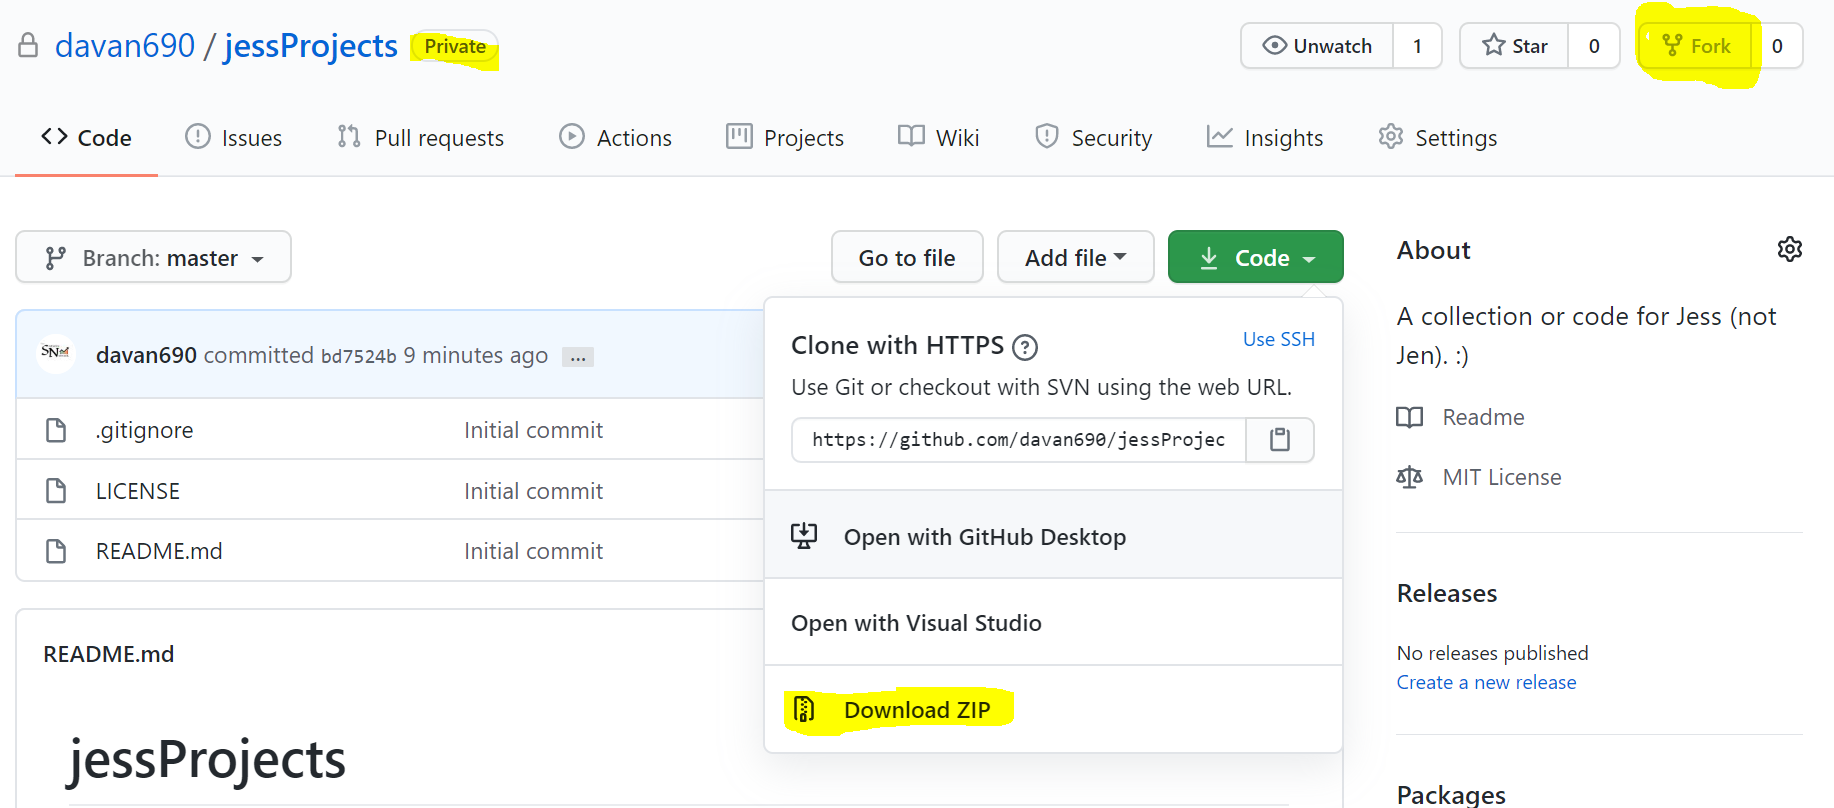 davan690 / jessProjects Private Unwatch 1 Star 0 Fork 0
Code Issues Pull requests Actions Projects Wiki Security Insights Settings
Branch: master Go to file Add file Code
davan690 committed bd7524b 9 minutes ago ...
.gitignore Initial commit
LICENSE Initial commit
README.md Initial commit
README.md
jessProjects
Clone with HTTPS ? Use SSH
Use Git or checkout with SVN using the web URL.
https://github.com/davan690/jessProjec
Open with GitHub Desktop
Open with Visual Studio
Download ZIP
About
A collection or code for Jess (not
Jen). :)
Readme
MIT License
Releases
No releases published
Create a new release
Packages